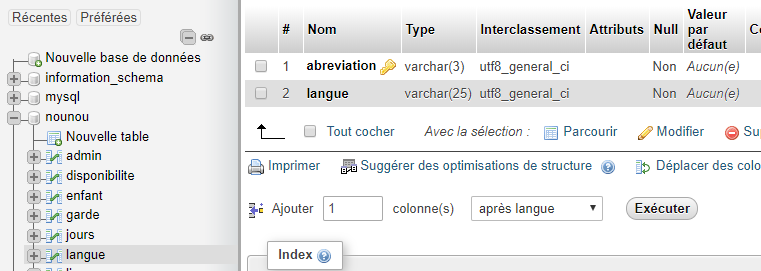 Récentes Préférées
Nouvelle base de données
information_schema
mysql
nounou
Nouvelle table
admin
disponibilite
enfant
garde
jours
langue
# Nom Type Interclassement Attributs Null Valeur par défaut
1 abreviation varchar(3) utf8_general_ci Non Aucun(e)
2 langue varchar(25) utf8_general_ci Non Aucun(e)
Tout cocher Avec la sélection : Parcourir Modifier Su
Imprimer Suggérer des optimisations de structure Déplacer des colo
Ajouter 1 colonne(s) après langue Exécuter
Index